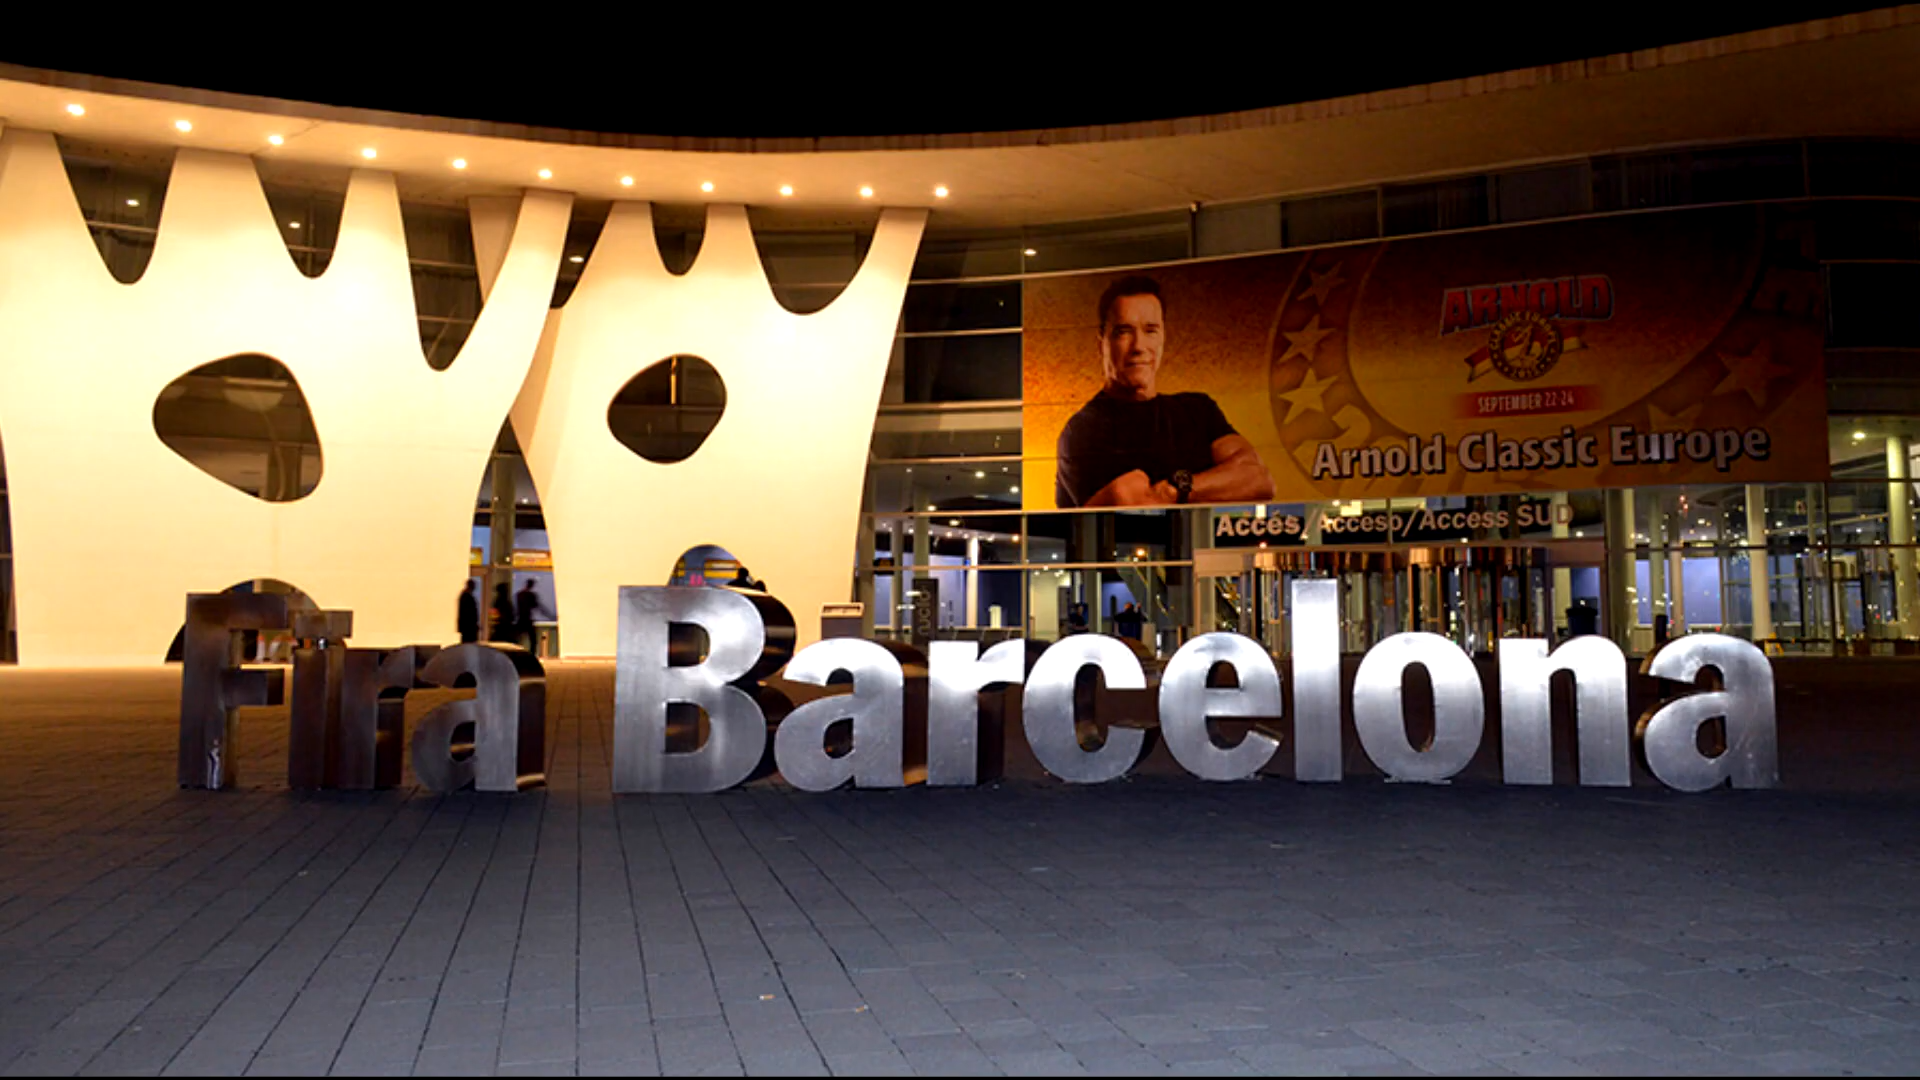 ARNOLD
CLASSIC EUROPE
SEPTEMBER 22-24
Arnold Classic Europe
Accés/Acceso/Access SUD
Fira Barcelona